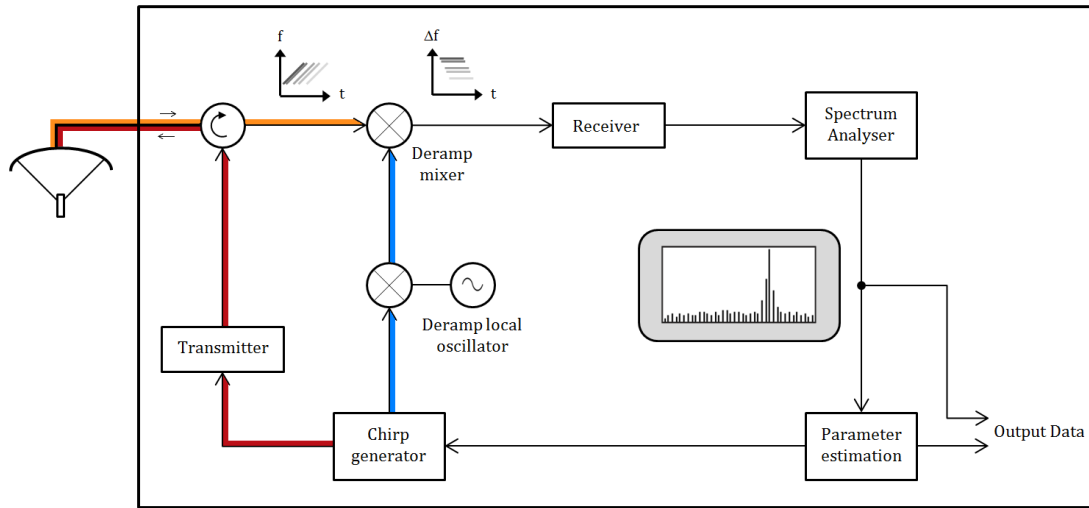 f
t
Δf
t
Deramp
mixer
Receiver
Spectrum
Analyser
Deramp local
oscillator
Transmitter
Chirp
generator
Parameter
estimation
Output Data